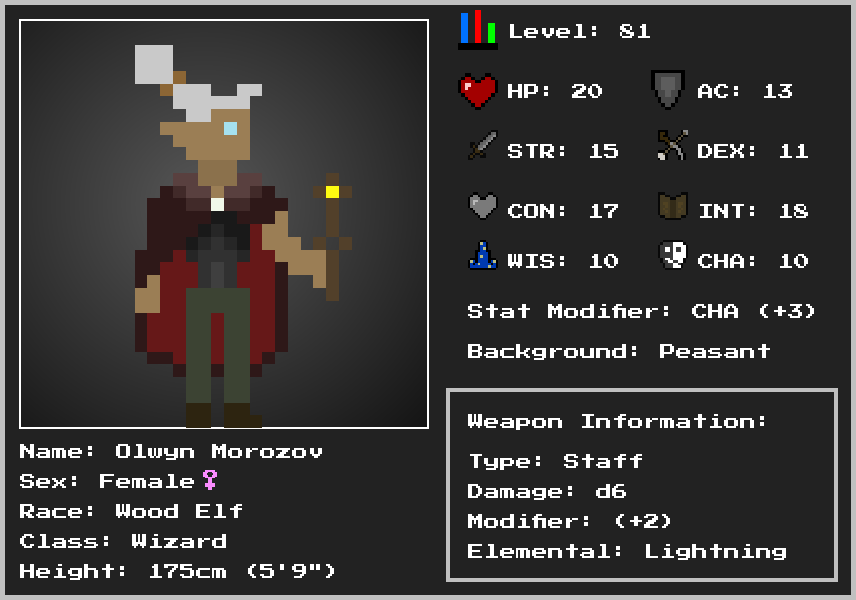 Level: 81
HP: 20 AC: 13
STR: 15 DEX: 11
CON: 17 INT: 18
WIS: 10 CHA: 10
Stat Modifier: CHA (+3)
Background: Peasant
Weapon Information:
Type: Staff
Damage: d6
Modifier: (+2)
Elemental: Lightning
Name: Olwyn Morozov
Sex: Female♀
Race: Wood Elf
Class: Wizard
Height: 175cm (5'9")